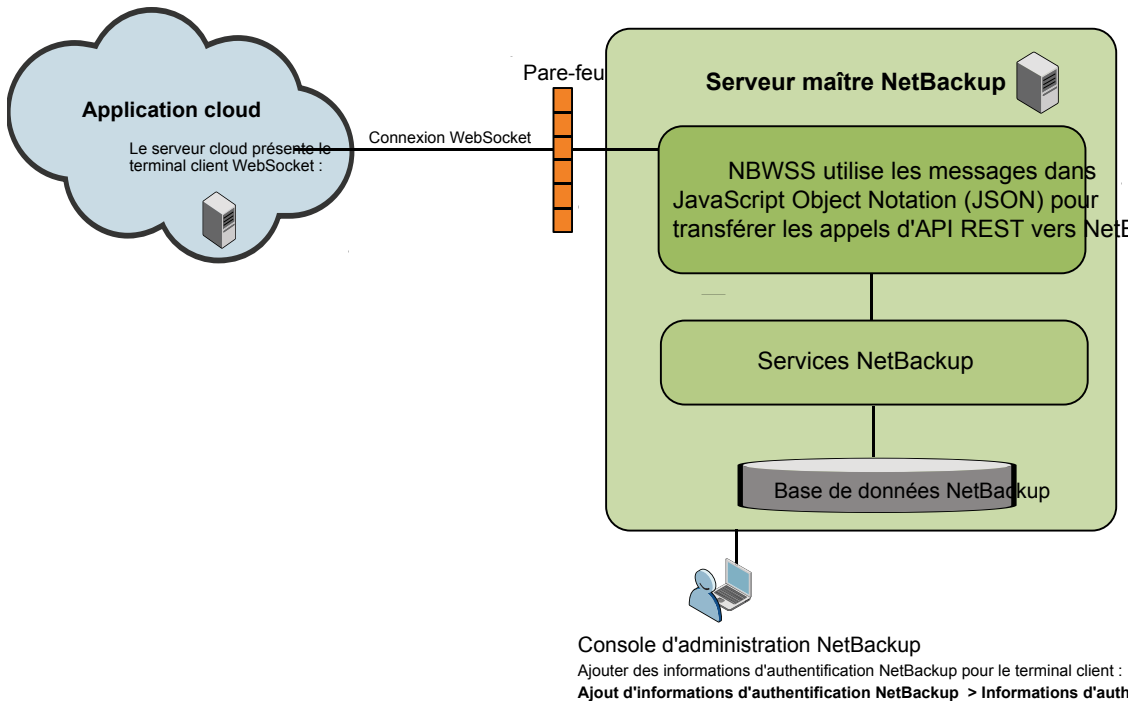 Pare-feu
Serveur maître NetBackup
Application cloud
Le serveur cloud présente le
terminal client WebSocket :
Connexion WebSocket
NBWSS utilise les messages dans
JavaScript Object Notation (JSON) pour
transférer les appels d'API REST vers
Services NetBackup
Base de données NetBackup
Console d'administration NetBackup
Ajouter des informations d'authentification NetBackup pour le terminal client :
Ajout d'informations d'authentification NetBackup > Informations